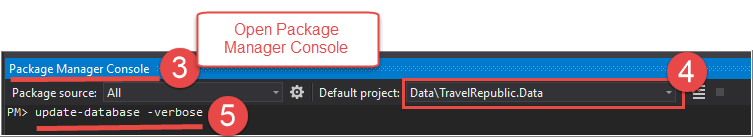 Open Package
Manager Console
Package Manager Console
3
4
Package source: All
Default project: Data\TravelRepublic.Data
PM> update-database -verbose
5